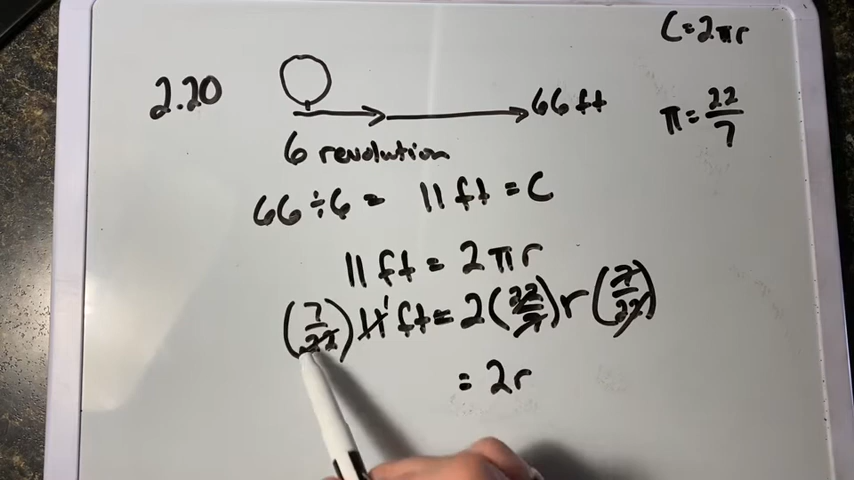 C=2πr
2.20
66 ft
π=22/7
6 revolution
66÷6= 11 ft = C
11 ft = 2πr
(7/22) 11 1 ft = 2(22/7) r (7/22)
= 2r